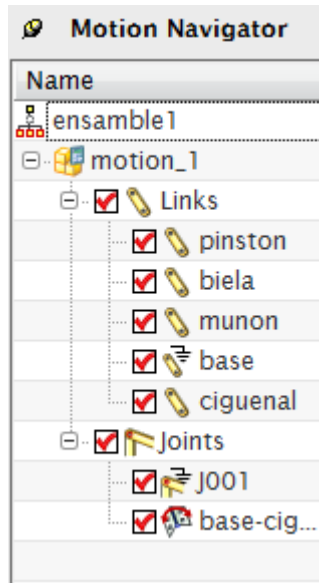 Motion Navigator
Name
ensamble1
motion_1
Links
pinston
biela
munon
base
ciguenal
Joints
J001
base-cig...